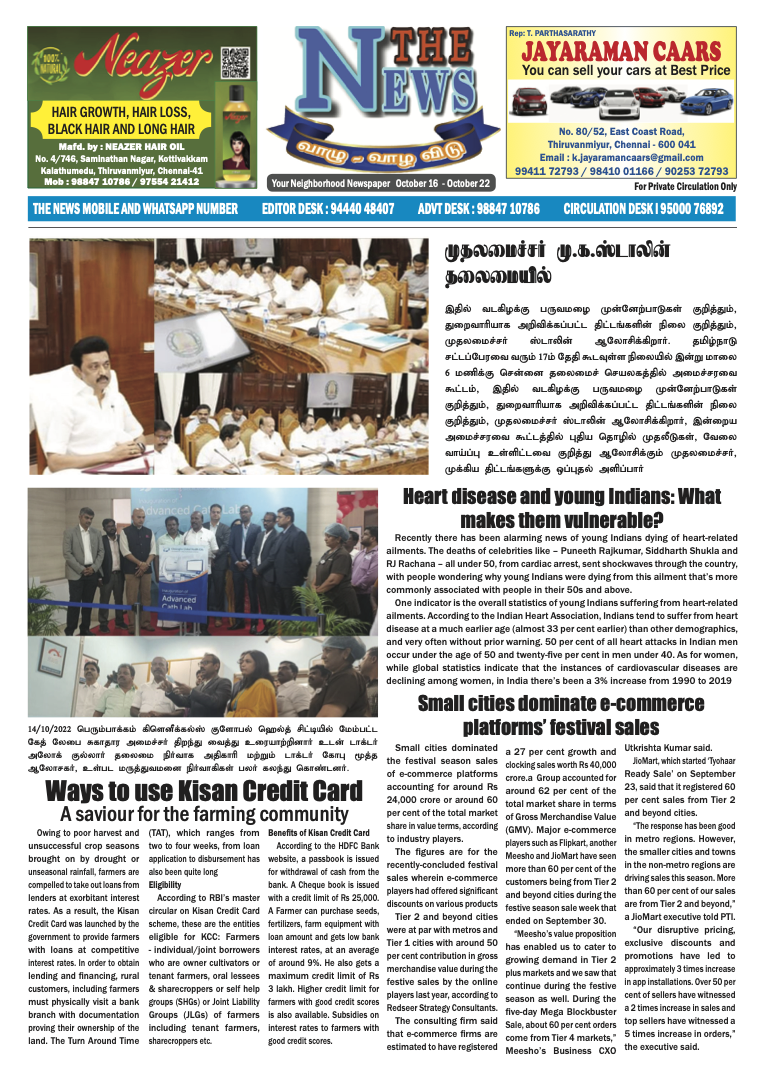 100% NATURAL
Neazer
HAIR GROWTH, HAIR LOSS,
BLACK HAIR AND LONG HAIR
Mafd. by : NEAZER HAIR OIL
No. 4/746, Saminathan Nagar, Kottivakkam
Kalathumedu, Thiruvanmiyur, Chennai-41
Mob : 98847 10786 / 97554 21412
THE NEWS
வாழு – வாழ விடு
Your Neighborhood Newspaper October 16 - October 22
Rep: T. PARTHASARATHY
JAYARAMAN CAARS
You can sell your cars at Best Price
No. 80/52, East Coast Road,
Thiruvanmiyur, Chennai - 600 041
Email : k.jayaramancaars@gmail.com
99411 72793 / 98410 01166 / 90253 72793
For Private Circulation Only
THE NEWS MOBILE AND WHATSAPP NUMBER EDITOR DESK : 94440 48407 ADVT DESK : 98847 10786 CIRCULATION DESK I 95000 76892
முதலமைச்சர் மு.க.ஸ்டாலின்
தலைமையில்
இதில் வடகிழக்கு பருவமழை முன்னேற்பாடுகள் குறித்தும்,
துறைவாரியாக அறிவிக்கப்பட்ட திட்டங்களின் நிலை குறித்தும்,
முதலமைச்சர் ஸ்டாலின் ஆலோசிக்கிறார். தமிழ்நாடு
சட்டப்பேரவை வரும் 17ம் தேதி கூடவுள்ள நிலையில் இன்று மாலை
6 மணிக்கு சென்னை தலைமைச் செயலகத்தில் அமைச்சரவை
கூட்டம், இதில் வடகிழக்கு பருவமழை முன்னேற்பாடுகள்
குறித்தும், துறைவாரியாக அறிவிக்கப்பட்ட திட்டங்களின் நிலை
குறித்தும், முதலமைச்சர் ஸ்டாலின் ஆலோசிக்கிறார், இன்றைய
அமைச்சரவை கூட்டத்தில் புதிய தொழில் முதலீடுகள், வேலை
வாய்ப்பு உள்ளிட்டவை குறித்து ஆலோசிக்கும் முதலமைச்சர்,
முக்கிய திட்டங்களுக்கு ஒப்புதல் அளிப்பார்
Advanced Cath Lab
Advanced
Cath Lab
14/10/2022 பெரும்பாக்கம் கிளெனீக்கல்ஸ் குளோபல் ஹெல்த் சிட்டியில் மேம்பட்ட
கேத் லேபை சுகாதார அமைச்சர் திறந்து வைத்து உரையாற்றினார் உடன் டாக்டர்
அலோக் குல்லார் தலைமை நிர்வாக அதிகாரி மற்றும் டாக்டர் கோபு மூத்த
ஆலோசகர், உள்பட மருத்துவமனை நிர்வாகிகள் பலர் கலந்து கொண்டனர்.
Heart disease and young Indians: What
makes them vulnerable?
Recently there has been alarming news of young Indians dying of heart-related
ailments. The deaths of celebrities like – Puneeth Rajkumar, Siddharth Shukla and
RJ Rachana – all under 50, from cardiac arrest, sent shockwaves through the country,
with people wondering why young Indians were dying from this ailment that's more
commonly associated with people in their 50s and above.
One indicator is the overall statistics of young Indians suffering from heart-related
ailments. According to the Indian Heart Association, Indians tend to suffer from heart
disease at a much earlier age (almost 33 per cent earlier) than other demographics,
and very often without prior warning. 50 per cent of all heart attacks in Indian men
occur under the age of 50 and twenty-five per cent in men under 40. As for women,
while global statistics indicate that the instances of cardiovascular diseases are
declining among women, in India there's been a 3% increase from 1990 to 2019
Ways to use Kisan Credit Card
A saviour for the farming community
Owing to poor harvest and
unsuccessful crop seasons
brought on by drought or
unseasonal rainfall, farmers are
compelled to take out loans from
lenders at exorbitant interest
rates. As a result, the Kisan
Credit Card was launched by the
government to provide farmers
with loans at competitive
interest rates. In order to obtain
lending and financing, rural
customers, including farmers
must physically visit a bank
branch with documentation
proving their ownership of the
land. The Turn Around Time
(TAT), which ranges from
two to four weeks, from loan
application to disbursement has
also been quite long
Eligibility
According to RBI's master
circular on Kisan Credit Card
scheme, these are the entities
eligible for KCC: Farmers
- individual/joint borrowers
who are owner cultivators or
tenant farmers, oral lessees
& sharecroppers or self help
groups (SHGs) or Joint Liability
Groups (JLGs) of farmers
including tenant farmers,
sharecroppers etc.
Benefits of Kisan Credit Card
According to the HDFC Bank
website, a passbook is issued
for withdrawal of cash from the
bank. A Cheque book is issued
with a credit limit of Rs 25,000.
A Farmer can purchase seeds,
fertilizers, farm equipment with
loan amount and gets low bank
interest rates, at an average
of around 9%. He also gets a
maximum credit limit of Rs
3 lakh. Higher credit limit for
farmers with good credit scores
is also available. Subsidies on
interest rates to farmers with
good credit scores.
Small cities dominate e-commerce
platforms' festival sales
Small cities dominated
the festival season sales
of e-commerce platforms
accounting for around Rs
24,000 crore or around 60
per cent of the total market
share in value terms, according
to industry players.
The figures are for the
recently-concluded festival
sales wherein e-commerce
players had offered significant
discounts on various products
Tier 2 and beyond cities
were at par with metros and
Tier 1 cities with around 50
per cent contribution in gross
merchandise value during the
festive sales by the online
players last year, according to
Redseer Strategy Consultants.
The consulting firm said
that e-commerce firms are
estimated to have registered
a 27 per cent growth and
clocking sales worth Rs 40,000
crore.a Group accounted for
around 62 per cent of the
total market share in terms
of Gross Merchandise Value
(GMV). Major e-commerce
players such as Flipkart, another
Meesho and JioMart have seen
more than 60 per cent of the
customers being from Tier 2
and beyond cities during the
festive season sale week that
ended on September 30.
"Meesho's value proposition
has enabled us to cater to
growing demand in Tier 2
plus markets and we saw that
continue during the festive
season as well. During the
five-day Mega Blockbuster
Sale, about 60 per cent orders
come from Tier 4 markets,"
Meesho's Business CXO
Utkrishta Kumar said.
JioMart, which started 'Tyohaar
Ready Sale' on September
23, said that it registered 60
per cent sales from Tier 2
and beyond cities.
"The response has been good
in metro regions. However,
the smaller cities and towns
in the non-metro regions are
driving sales this season. More
than 60 per cent of our sales
are from Tier 2 and beyond,"
a JioMart executive told PTI.
"Our disruptive pricing,
exclusive discounts and
promotions have led to
approximately 3 times increase
in app installations. Over 50 per
cent of sellers have witnessed
a 2 times increase in sales and
top sellers have witnessed a
5 times increase in orders,"
the executive said.